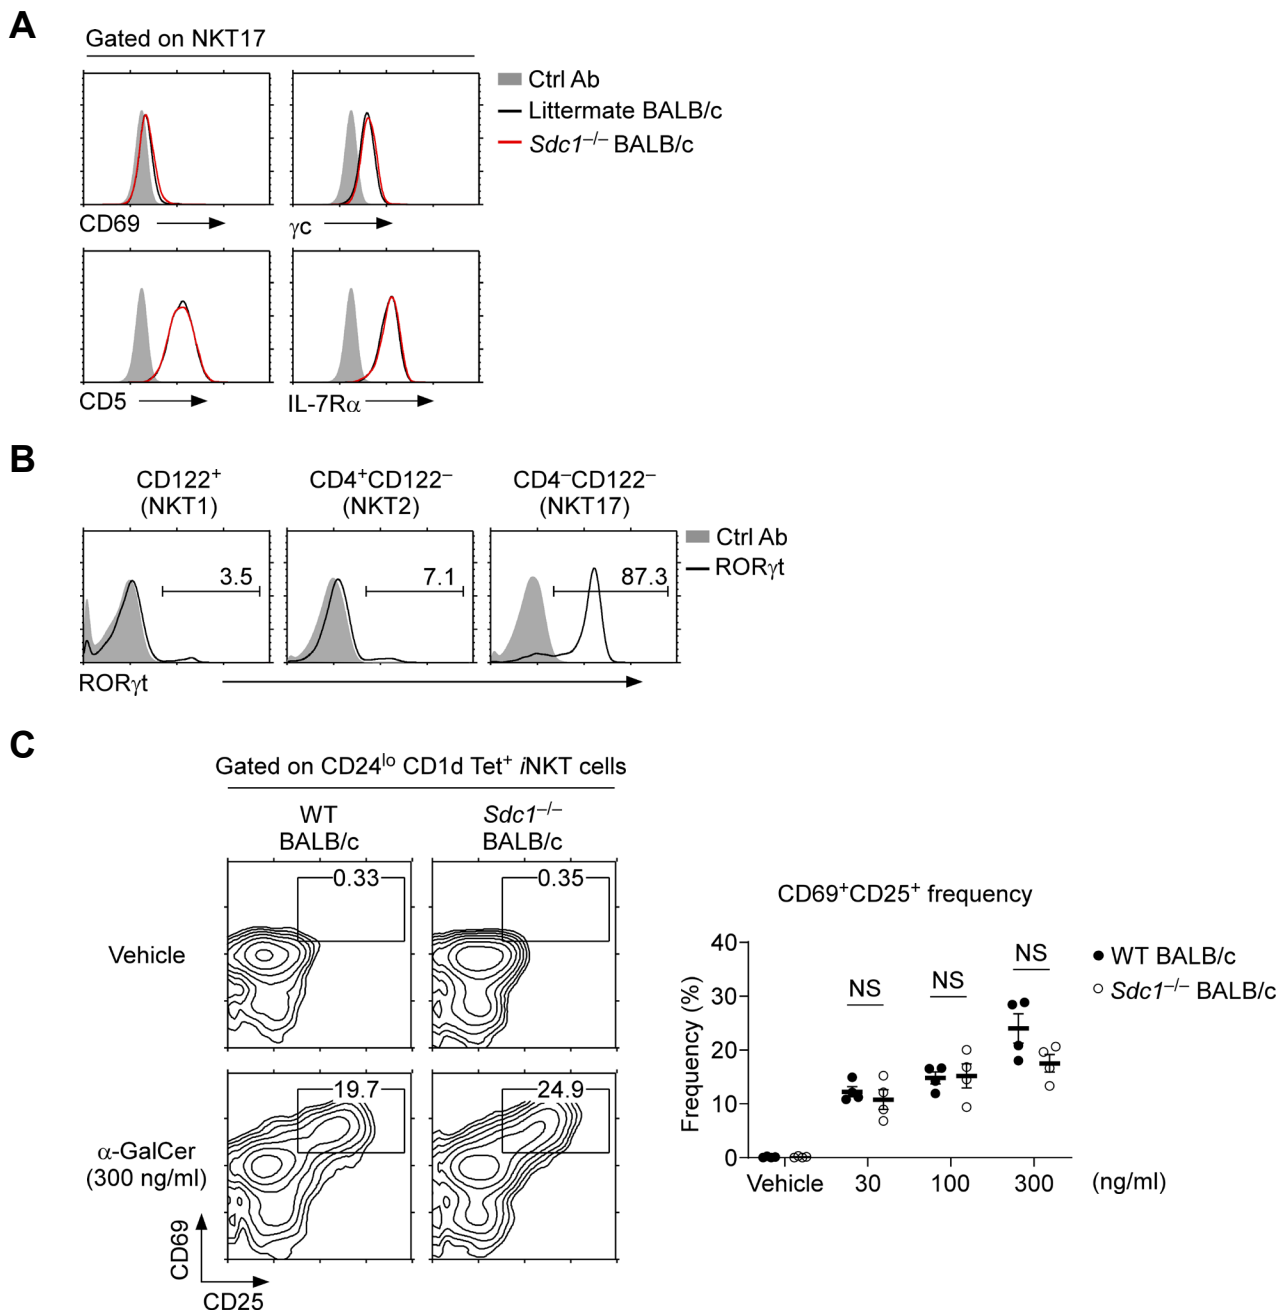 A
Gated on NKT17
Ctrl Ab
Littermate BALB/c
Sdc1–/– BALB/c
CD69
γc
CD5
IL-7Rα
B
CD122+
(NKT1)
CD4+CD122–
(NKT2)
CD4–CD122–
(NKT17)
3.5
7.1
87.3
Ctrl Ab
RORγt
RORγt
C
Gated on CD24lo CD1d Tet+ iNKT cells
WT
BALB/c
Sdc1–/–
BALB/c
Vehicle
0.33
0.35
α-GalCer
(300 ng/ml)
19.7
24.9
CD69
CD25
CD69+CD25+ frequency
Frequency (%)
40
30
20
10
0
NS
NS
NS
Vehicle
30
100
300
(ng/ml)
WT BALB/c
Sdc1–/– BALB/c